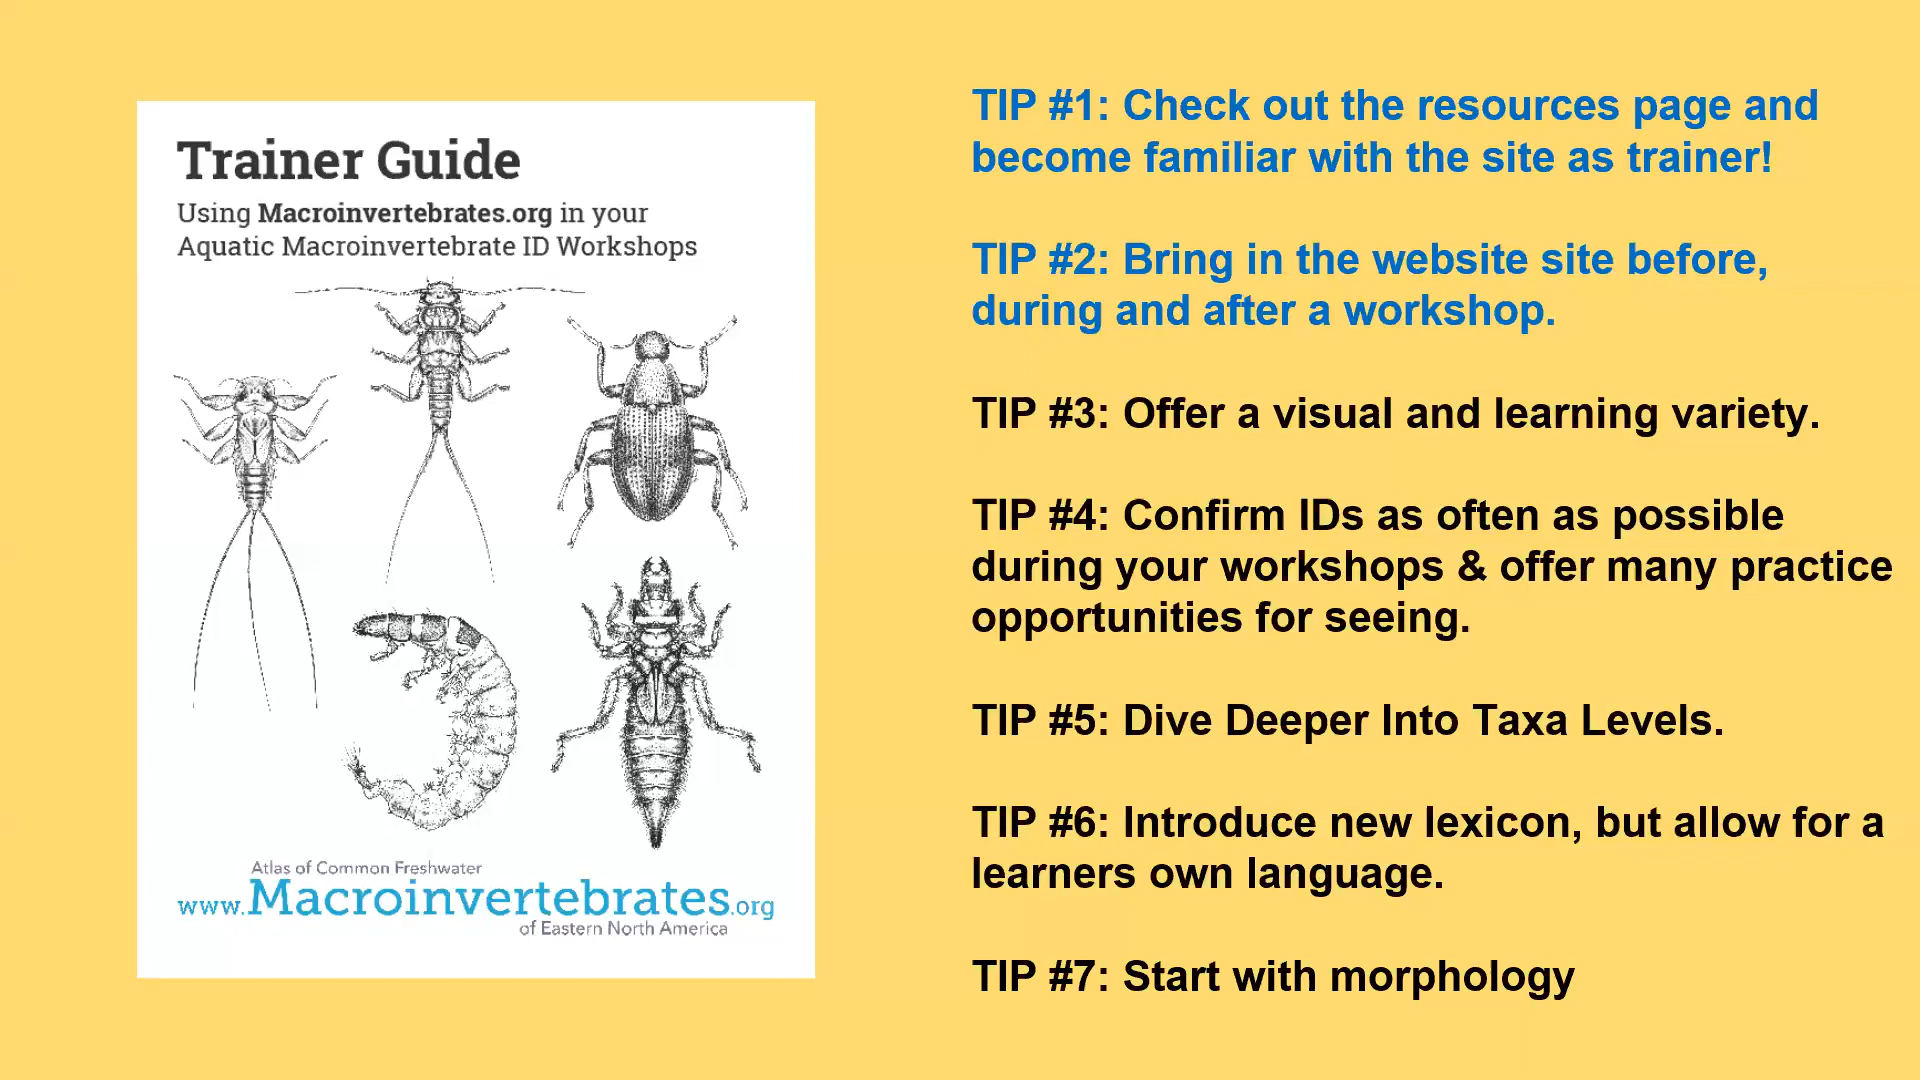 Trainer Guide
Using Macroinvertebrates.org in your
Aquatic Macroinvertebrate ID Workshops
Atlas of Common Freshwater
www.Macroinvertebrates.org
of Eastern North America
TIP #1: Check out the resources page and
become familiar with the site as trainer!
TIP #2: Bring in the website site before,
during and after a workshop.
TIP #3: Offer a visual and learning variety.
TIP #4: Confirm IDs as often as possible
during your workshops & offer many practice
opportunities for seeing.
TIP #5: Dive Deeper Into Taxa Levels.
TIP #6: Introduce new lexicon, but allow for a
learners own language.
TIP #7: Start with morphology